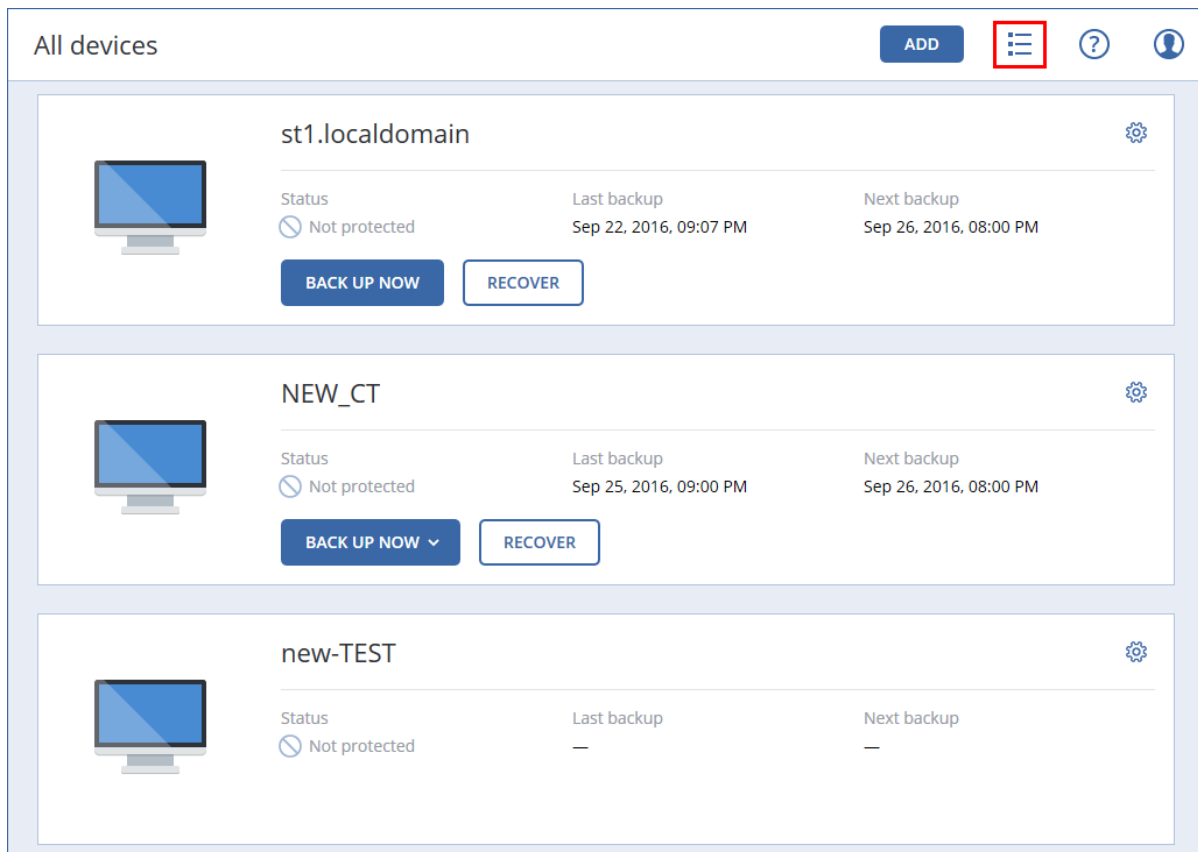 All devices
ADD
?
st1.localdomain
Status Last backup Next backup
Not protected Sep 22, 2016, 09:07 PM Sep 26, 2016, 08:00 PM
BACK UP NOW RECOVER
NEW_CT
Status Last backup Next backup
Not protected Sep 25, 2016, 09:00 PM Sep 26, 2016, 08:00 PM
BACK UP NOW RECOVER
new-TEST
Status Last backup Next backup
Not protected — —